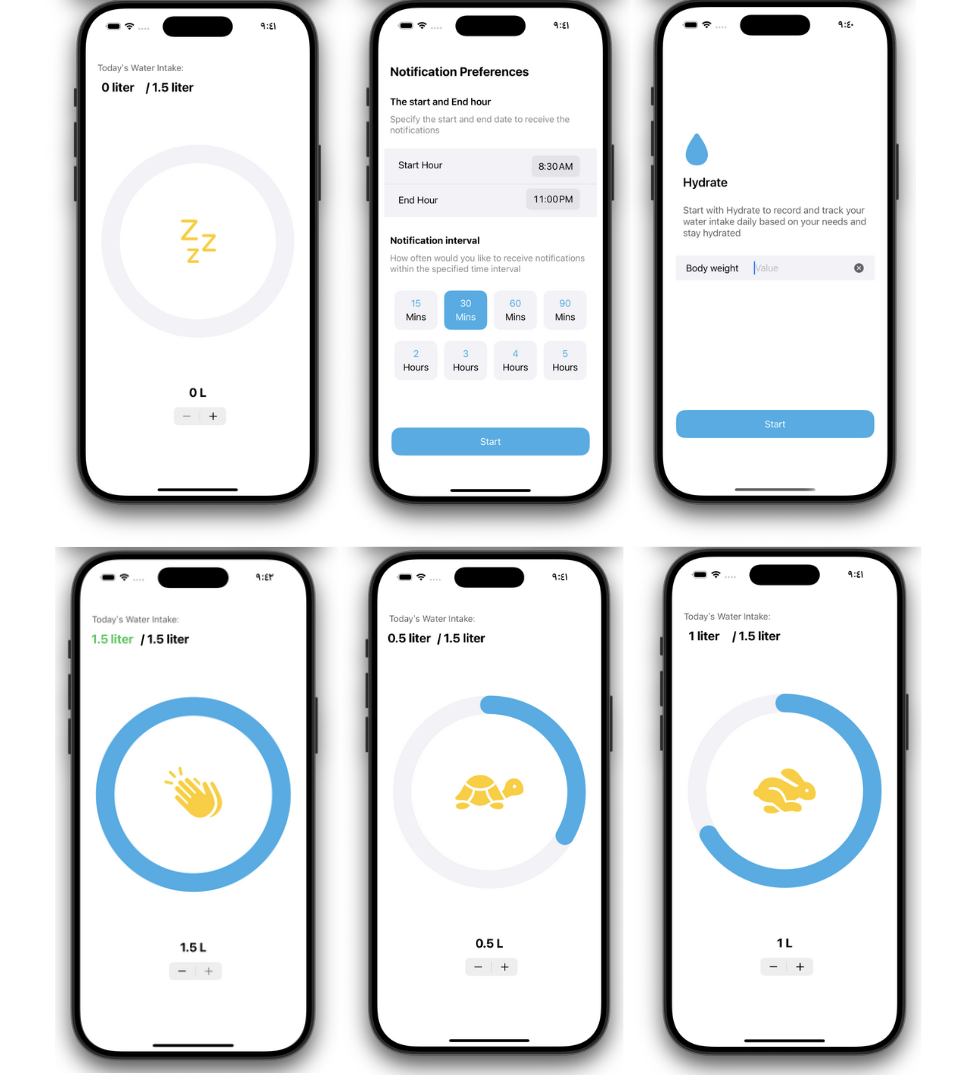 ٩:٤١
Today's Water Intake:
0 liter / 1.5 liter
Z
Z
Z
0 L
− +
٩:٤١
Notification Preferences
The start and End hour
Specify the start and end date to receive the
notifications
Start Hour 8:30 AM
End Hour 11:00 PM
Notification interval
How often would you like to receive notifications
within the specified time interval
15 30 60 90
Mins Mins Mins Mins
2 3 4 5
Hours Hours Hours Hours
Start
٩:٤٠
Hydrate
Start with Hydrate to record and track your
water intake daily based on your needs and
stay hydrated
Body weight Value
Start
٩:٤٣
Today's Water Intake:
1.5 liter / 1.5 liter
1.5 L
− +
٩:٤١
Today's Water Intake:
0.5 liter / 1.5 liter
0.5 L
− +
٩:٤١
Today's Water Intake:
1 liter / 1.5 liter
1 L
− +